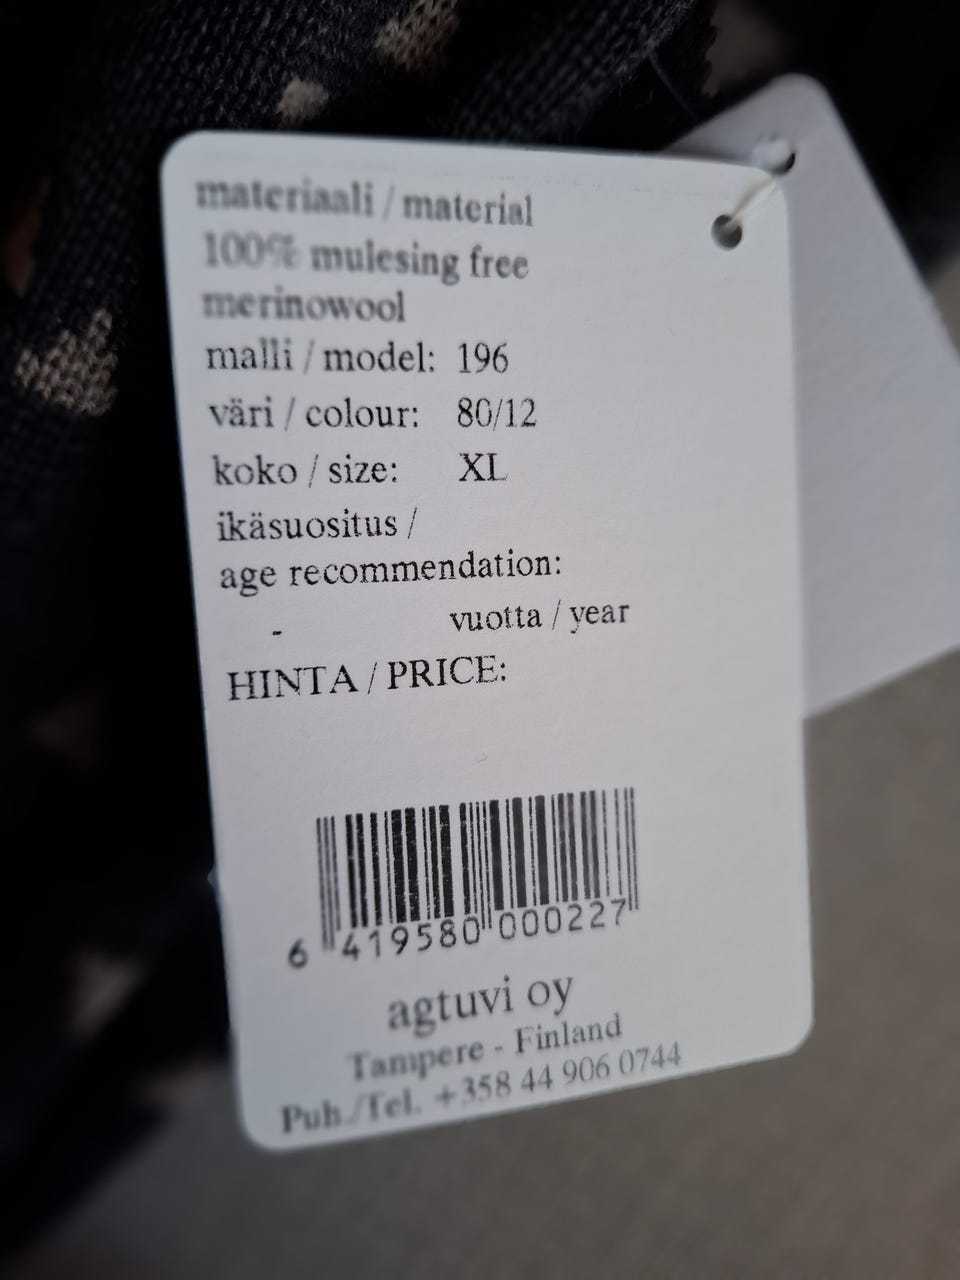 materiaali / material
100% mulesing free
merinowool
malli / model: 196
väri / colour: 80/12
koko / size: XL
ikäsuositus /
age recommendation:
- vuotta / year
HINTA / PRICE:
6 419580 000227
agtuvi oy
Tampere - Finland
Puh./Tel. +358 44 906 0744